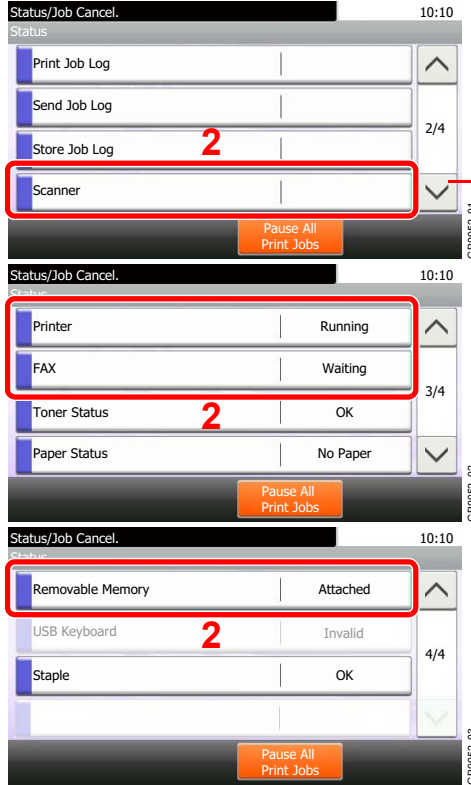 Status/Job Cancel. 10:10
Status
Print Job Log
Send Job Log
2/4
Store Job Log
2
Scanner
Pause All
Print Jobs
GB0052_01
Status/Job Cancel. 10:10
Status
Printer Running
FAX Waiting
3/4
Toner Status OK
2
Paper Status No Paper
Pause All
Print Jobs
GB0052_02
Status/Job Cancel. 10:10
Status
Removable Memory Attached
USB Keyboard Invalid
2
4/4
Staple OK
Pause All
Print Jobs
GB0052_03